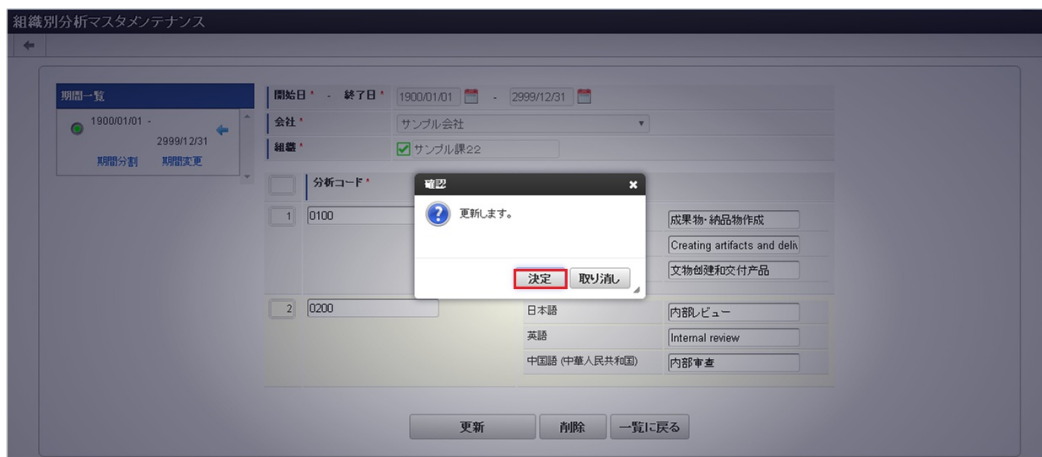 組織別分析マスタメンテナンス
期間一覧
1900/01/01 -
2999/12/31
期間分割 期間変更
開始日* - 終了日* 1900/01/01 - 2999/12/31
会社* サンプル会社
組織* サンプル課22
分析コード*
確認
更新します。
決定 取り消し
1 0100 成果物・納品物作成
Creating artifacts and deliv
文物创建和交付产品
2 0200 日本語 内部レビュー
英語 Internal review
中国語 (中華人民共和国) 内部审查
更新 削除 一覧に戻る